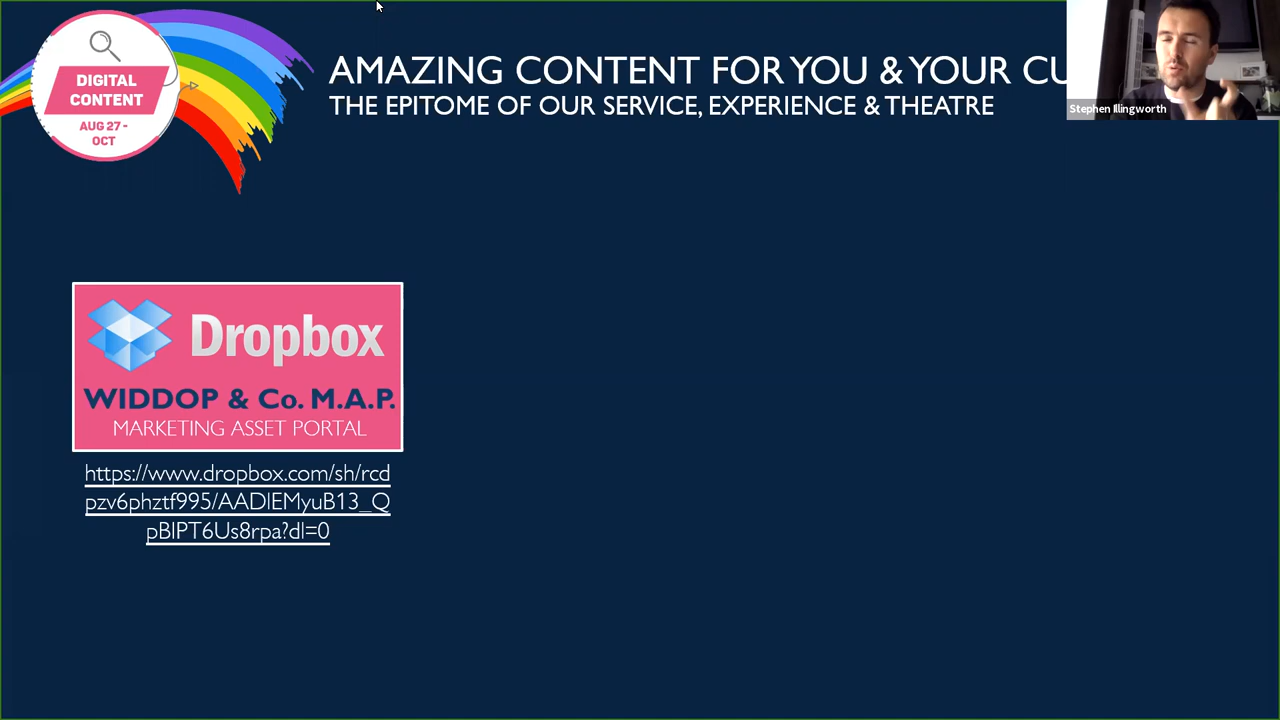 DIGITAL
CONTENT
AUG 27 -
OCT
AMAZING CONTENT FOR YOU & YOUR CU
THE EPITOME OF OUR SERVICE, EXPERIENCE & THEATRE
Stephen Illingworth
Dropbox
WIDDOP & Co. M.A.P.
MARKETING ASSET PORTAL
https://www.dropbox.com/sh/rcd
pzv6phztf995/AADlEMyuB13_Q
pBlPT6Us8rpa?dl=0